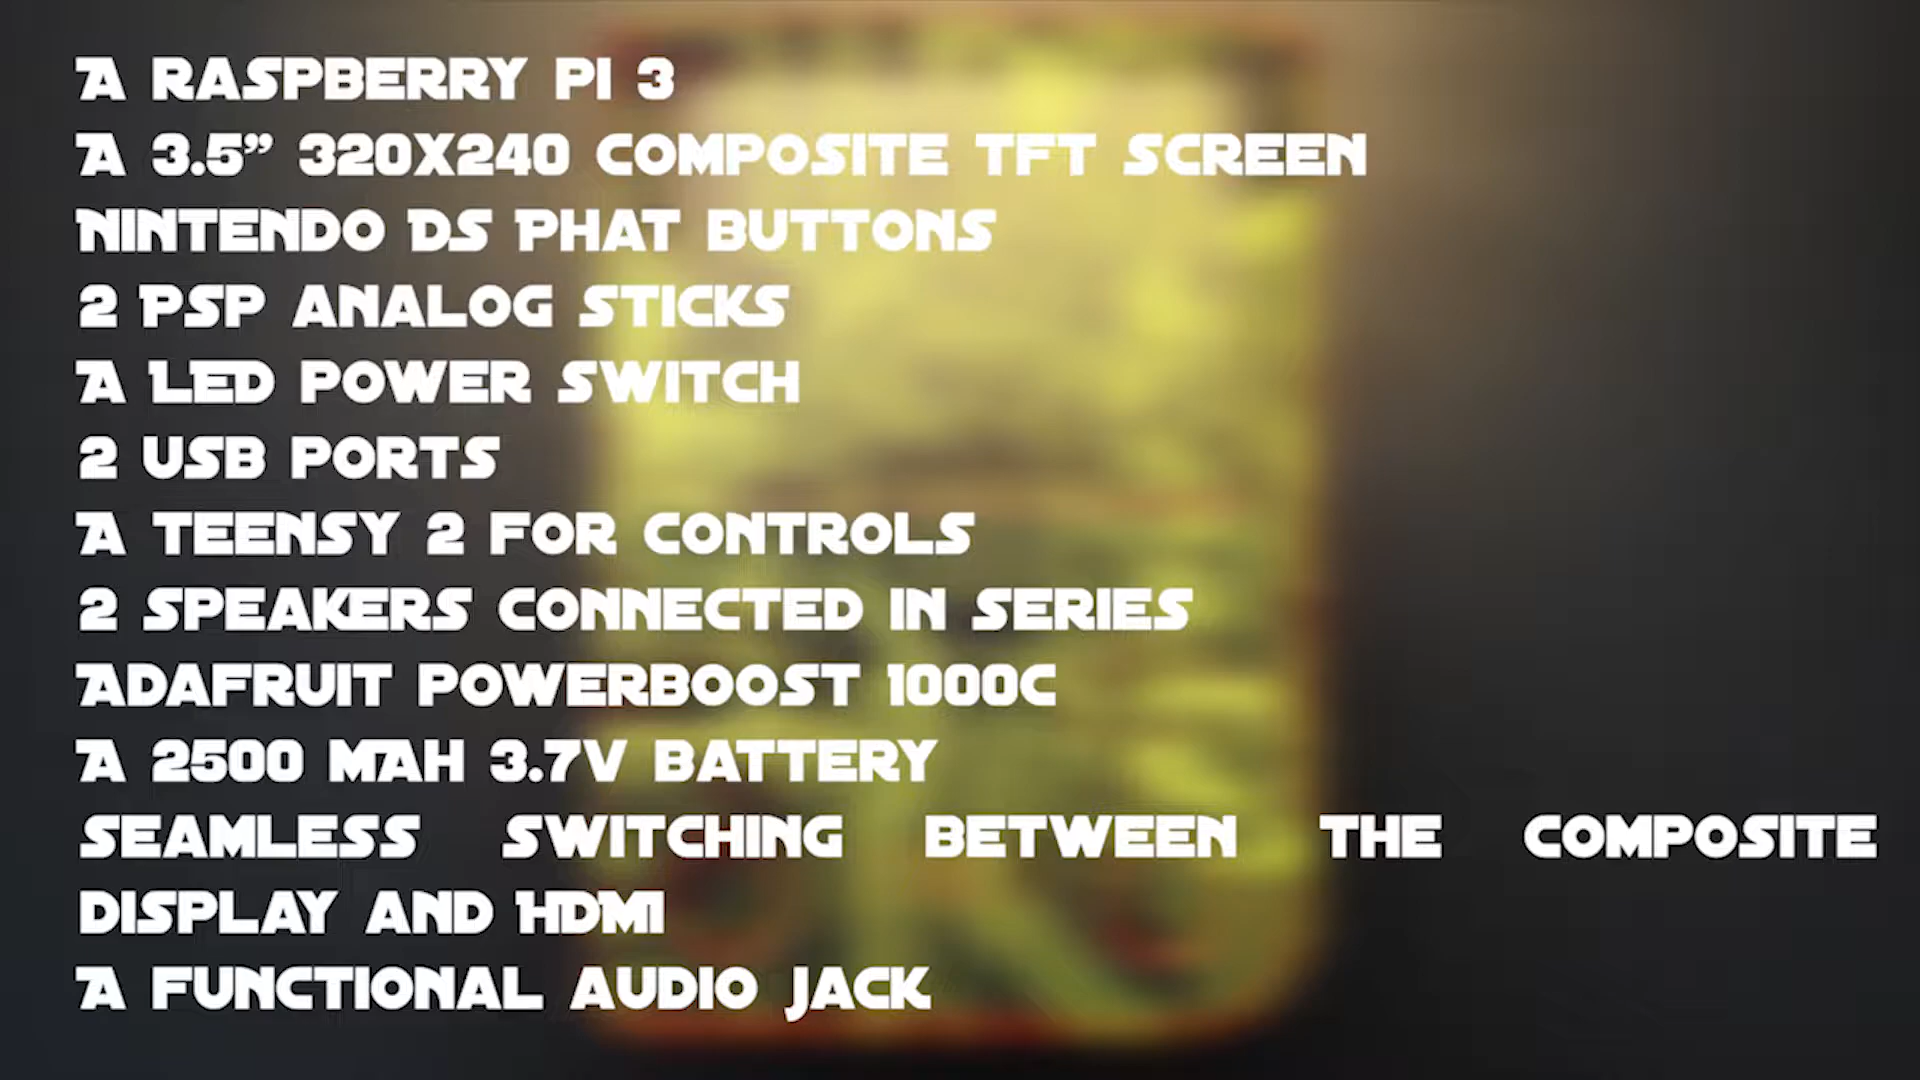 A RASPBERRY PI 3
A 3.5” 320X240 COMPOSITE TFT SCREEN
NINTENDO DS PHAT BUTTONS
2 PSP ANALOG STICKS
A LED POWER SWITCH
2 USB PORTS
A TEENSY 2 FOR CONTROLS
2 SPEAKERS CONNECTED IN SERIES
ADAFRUIT POWERBOOST 1000C
A 2500 MAH 3.7V BATTERY
SEAMLESS SWITCHING BETWEEN THE COMPOSITE
DISPLAY AND HDMI
A FUNCTIONAL AUDIO JACK